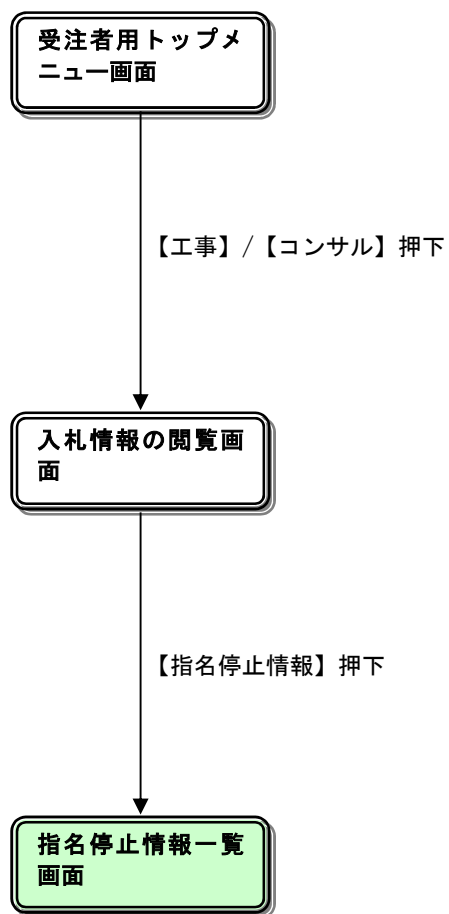 受注者用トップメ
ニュー画面
【工事】/【コンサル】押下
入札情報の閲覧画
面
【指名停止情報】押下
指名停止情報一覧
画面